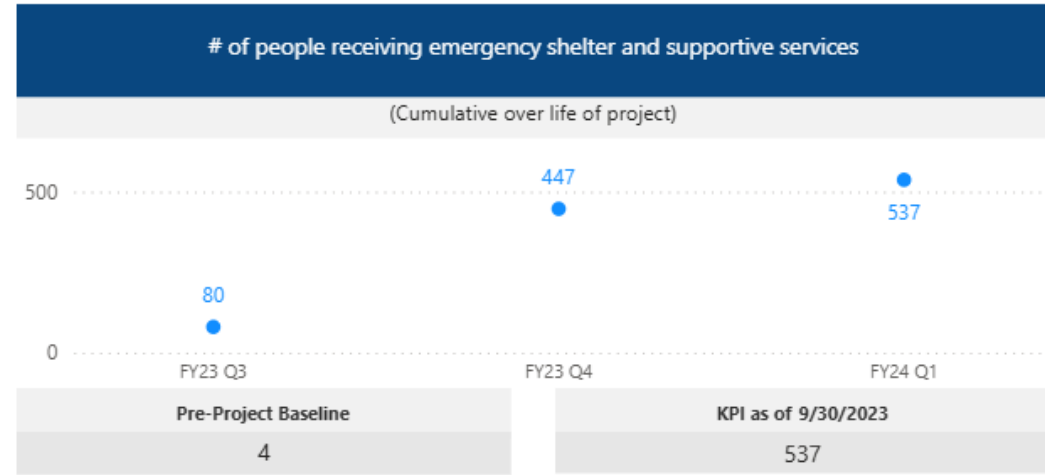 # of people receiving emergency shelter and supportive services
(Cumulative over life of project)
447
500
537
80
0
FY23 Q3 FY23 Q4 FY24 Q1
Pre-Project Baseline KPI as of 9/30/2023
4 537